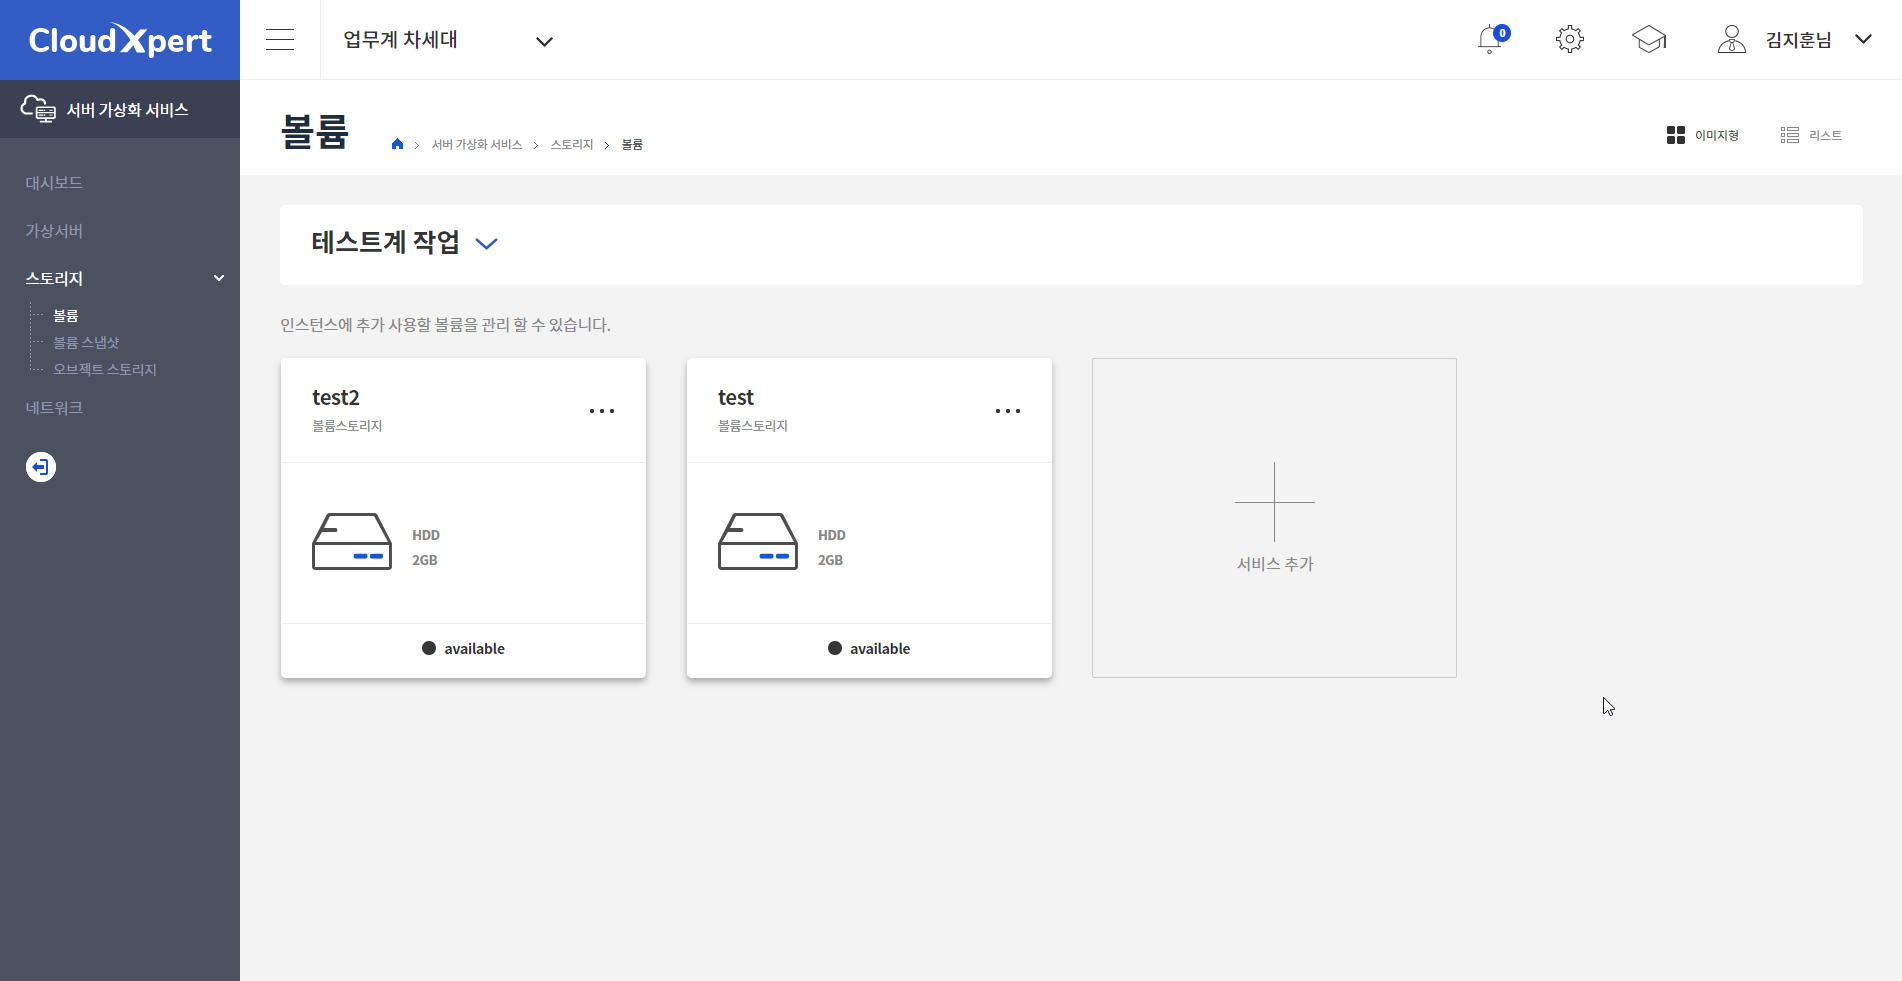 CloudXpert
업무계 차세대
0
김지훈님
서버 가상화 서비스
대시보드
가상서버
스토리지
볼륨
볼륨 스냅샷
오브젝트 스토리지
네트워크
볼륨
서버 가상화 서비스 > 스토리지 > 볼륨
이미지형
리스트
테스트계 작업
인스턴스에 추가 사용할 볼륨을 관리 할 수 있습니다.
test2
볼륨스토리지
HDD
2GB
available
test
볼륨스토리지
HDD
2GB
available
서비스 추가